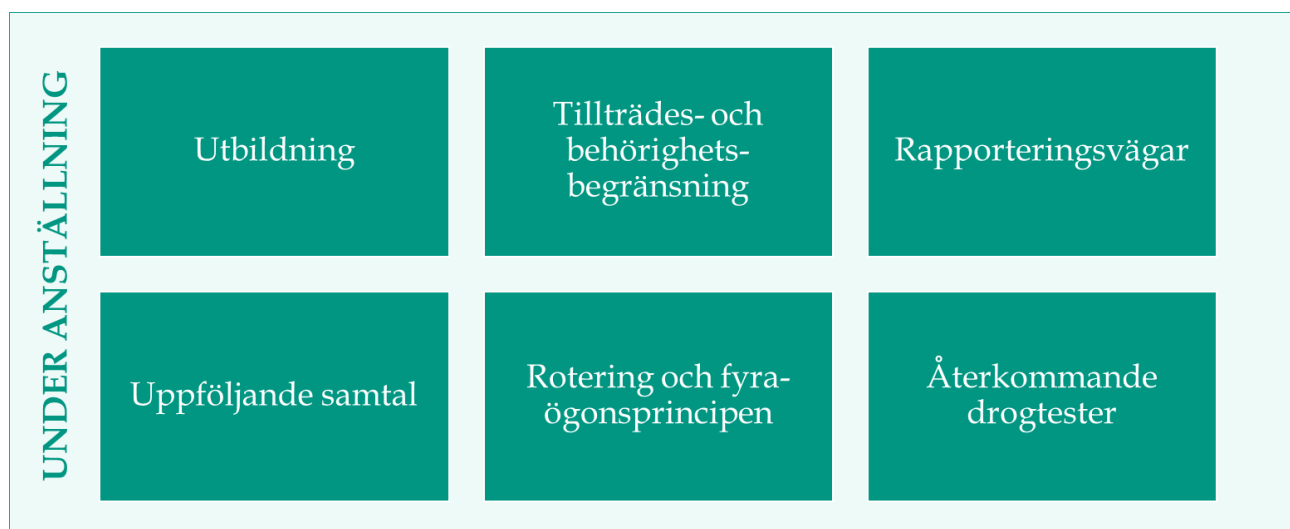 UNDER ANSTÄLLNING
Utbildning
Tillträdes- och
behörighets-
begränsning
Rapporteringsvägar
Uppföljande samtal
Rotering och fyra-
ögonsprincipen
Återkommande
drogtester